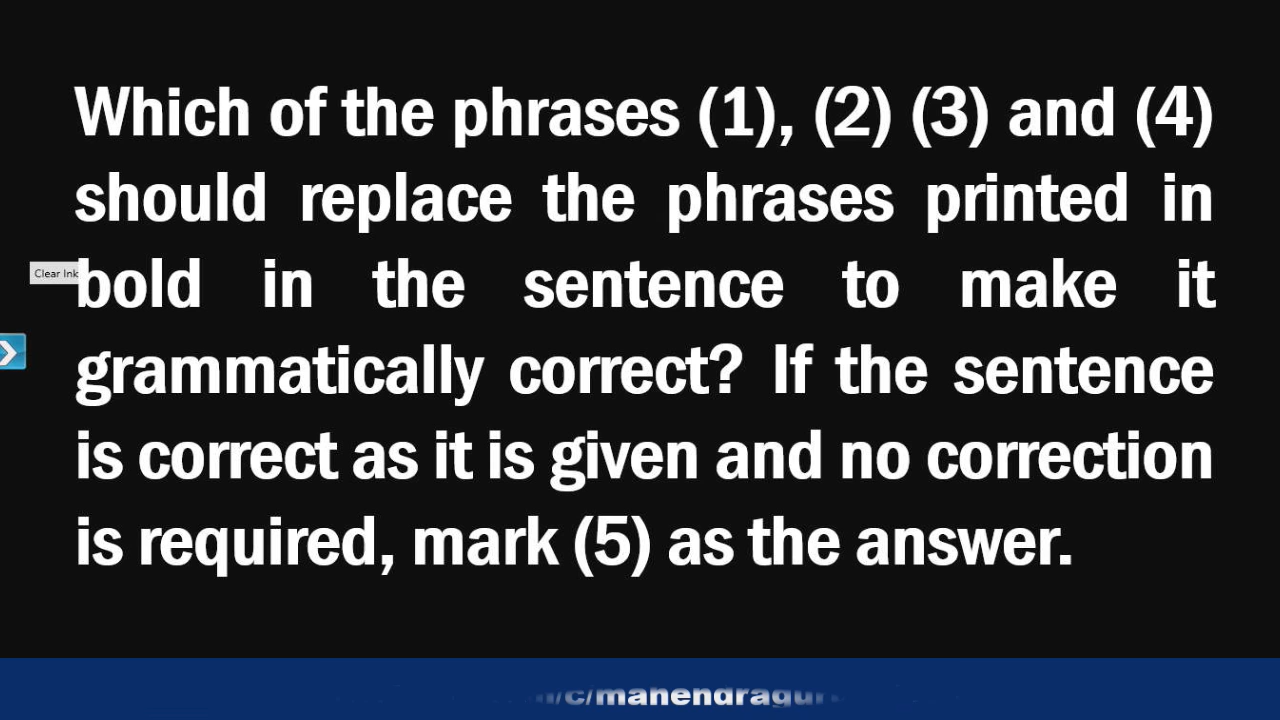 Which of the phrases (1), (2) (3) and (4)
should replace the phrases printed in
Clear Ink
bold in the sentence to make it
grammatically correct? If the sentence
is correct as it is given and no correction
is required, mark (5) as the answer.
/c/mahendragur